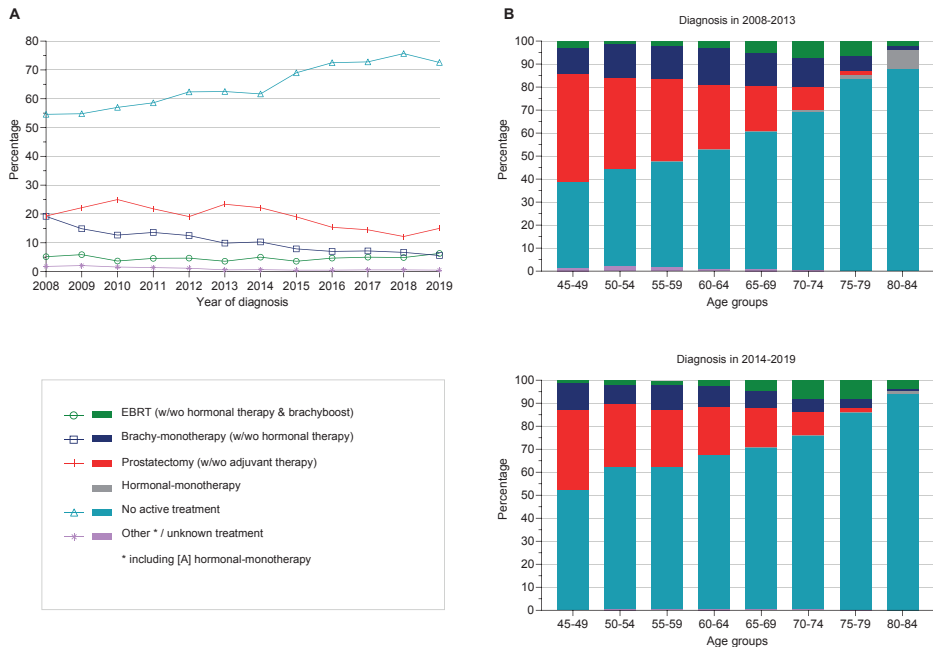 A
80
70
60
50
40
30
20
10
0
Percentage
2008 2009 2010 2011 2012 2013 2014 2015 2016 2017 2018 2019
Year of diagnosis
EBRT (w/wo hormonal therapy & brachyboost)
Brachy-monotherapy (w/wo hormonal therapy)
Prostatectomy (w/wo adjuvant therapy)
Hormonal-monotherapy
No active treatment
Other * / unknown treatment
* including [A] hormonal-monotherapy
B
Diagnosis in 2008-2013
100
90
80
70
60
50
40
30
20
10
0
Percentage
45-49 50-54 55-59 60-64 65-69 70-74 75-79 80-84
Age groups
Diagnosis in 2014-2019
100
90
80
70
60
50
40
30
20
10
0
Percentage
45-49 50-54 55-59 60-64 65-69 70-74 75-79 80-84
Age groups